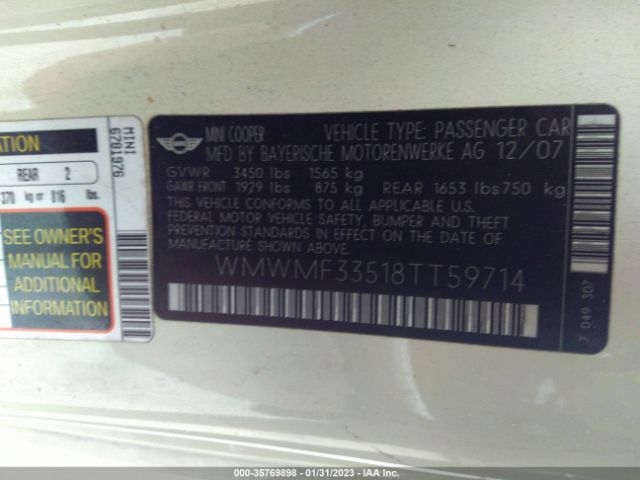 ATION
REAR 2
370 kg or 816 lbs.
SEE OWNER'S
MANUAL FOR
ADDITIONAL
INFORMATION
MINI
6781976
MINI COOPER VEHICLE TYPE: PASSENGER CAR
MFD BY BAYERISCHE MOTORENWERKE AG 12/07
GVWR 3450 lbs 1565 kg
GAWR FRONT 1929 lbs 875 kg REAR 1653 lbs750 kg
THIS VEHICLE CONFORMS TO ALL APPLICABLE U.S.
FEDERAL MOTOR VEHICLE SAFETY, BUMPER AND THEFT
PREVENTION STANDARDS IN EFFECT ON THE DATE OF
MANUFACTURE SHOWN ABOVE.
WMWMF33518TT59714
7 049 307
000-35769898 - 01/31/2023 - IAA Inc.